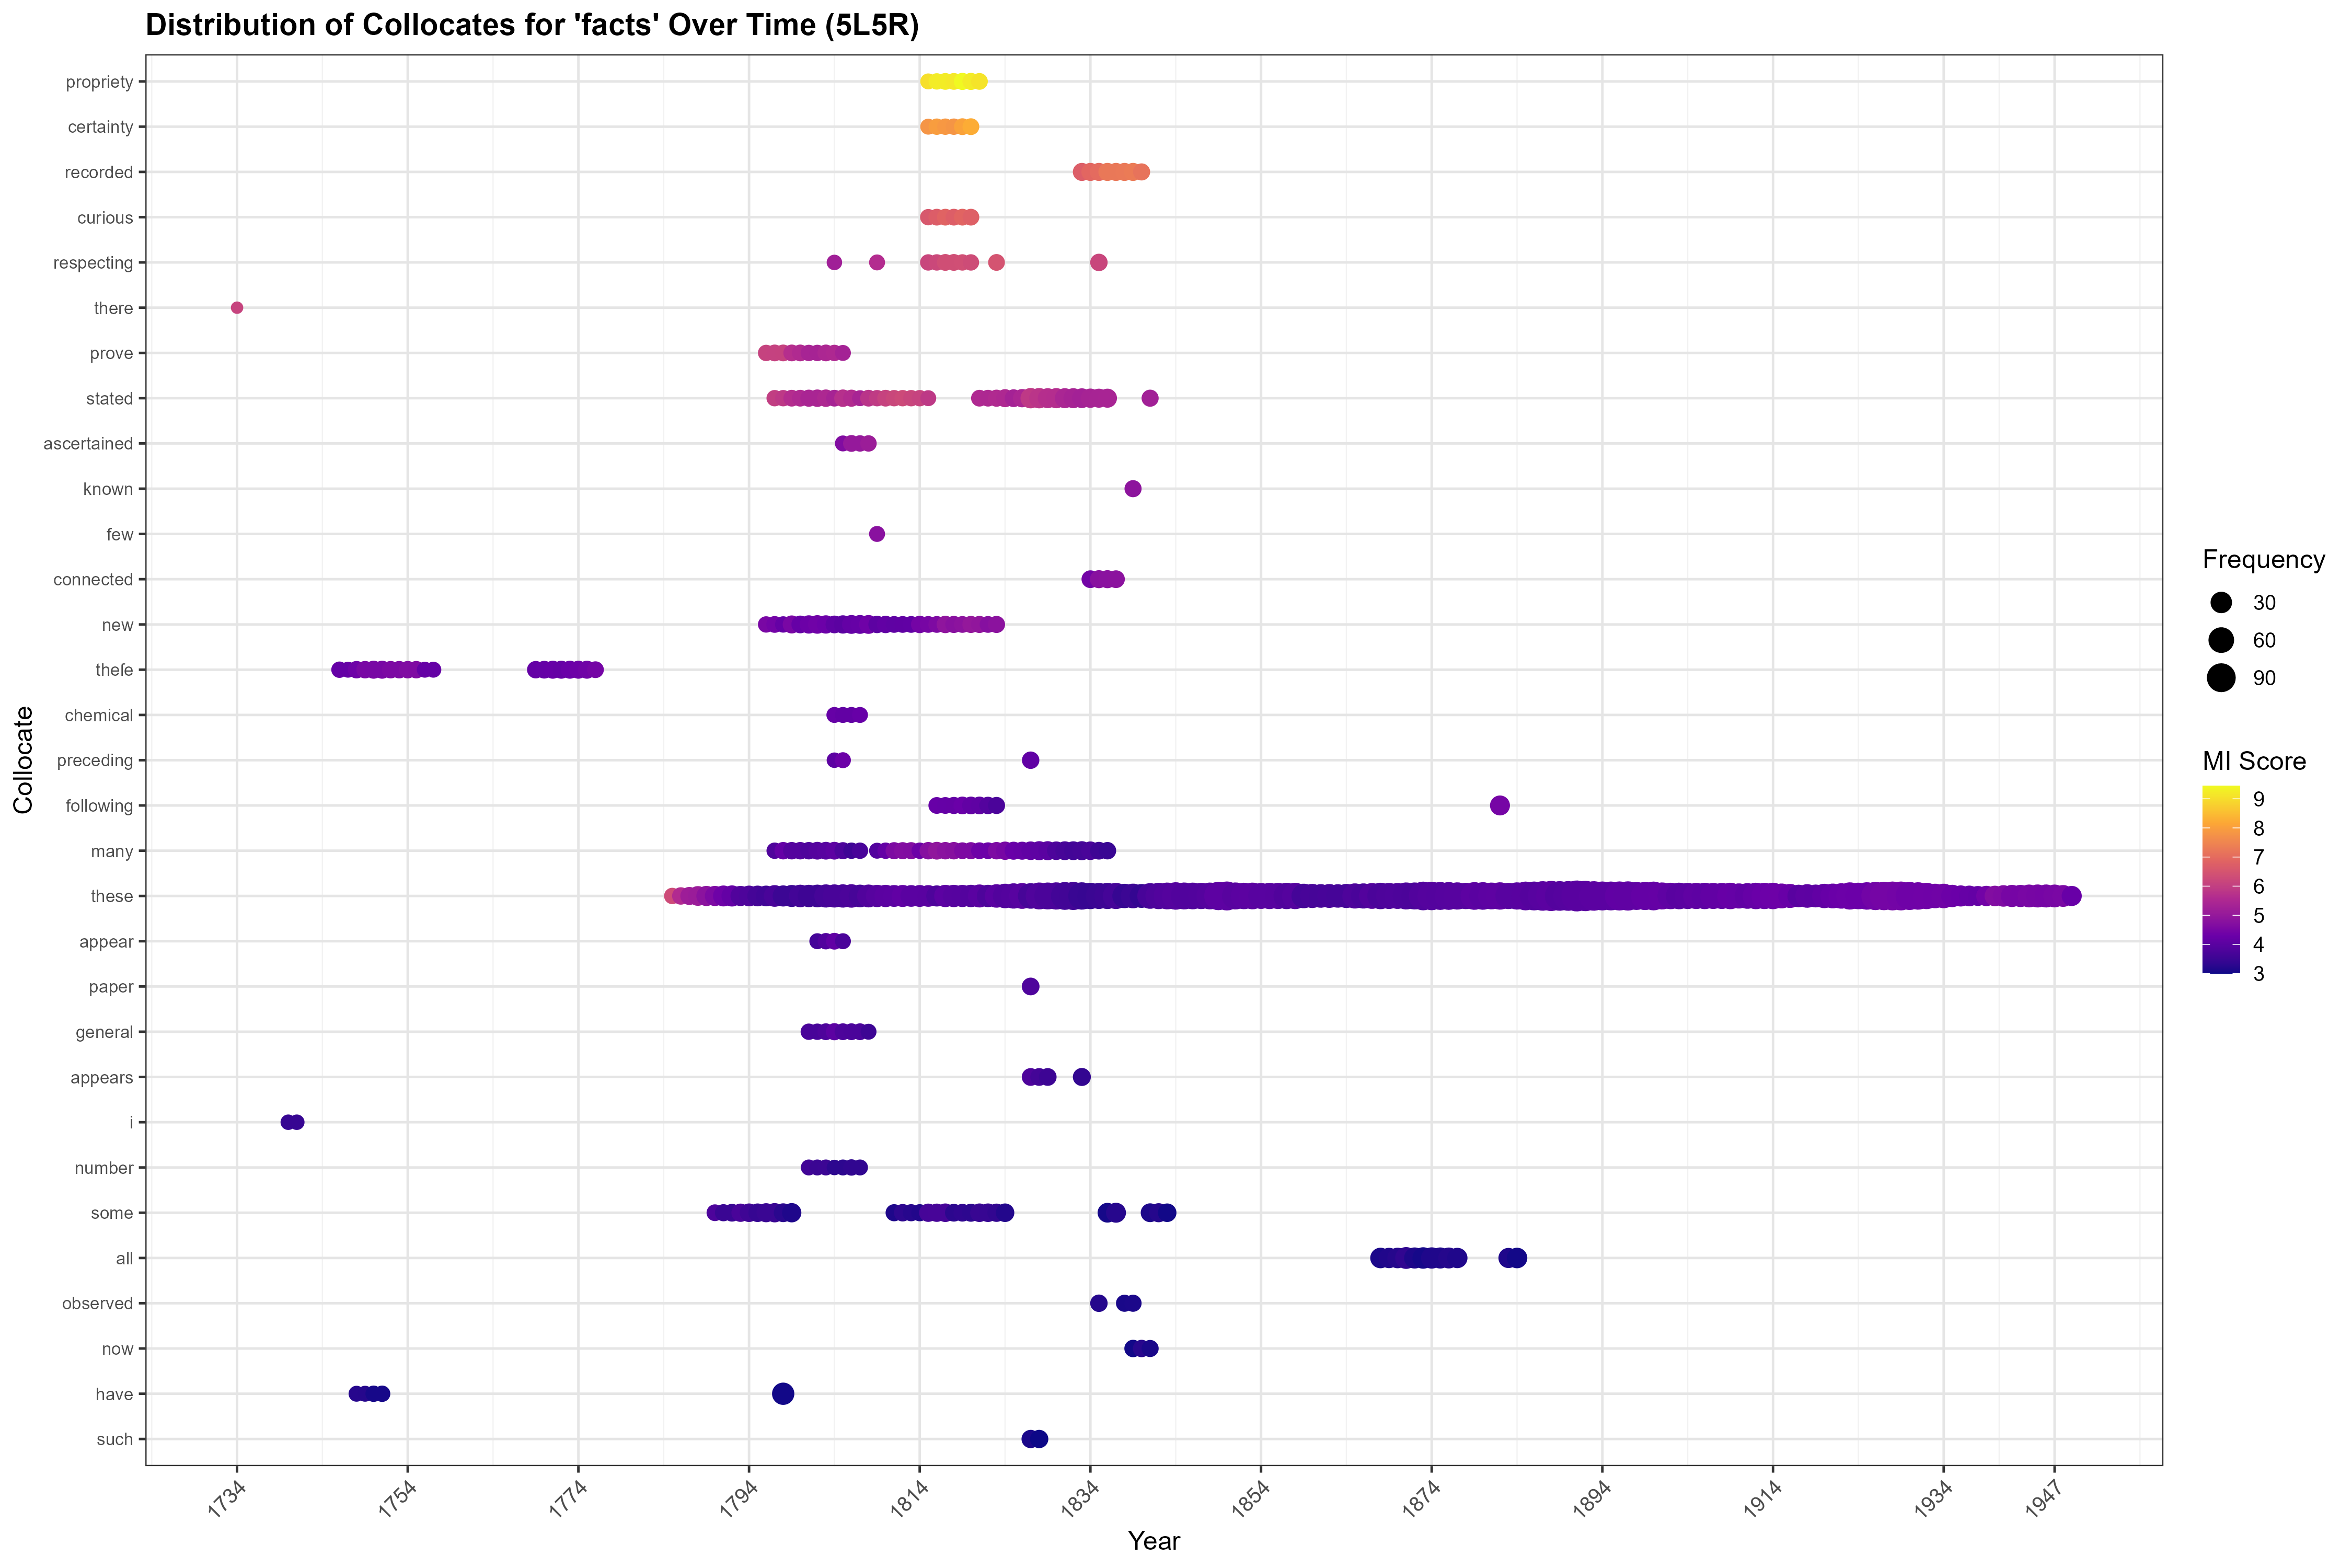 Distribution of Collocates for 'facts' Over Time (5L5R)
propriety
certainty
recorded
curious
respecting
there
prove
stated
ascertained
known
few
connected
new
theſe
chemical
preceding
following
many
these
appear
paper
general
appears
i
number
some
all
observed
now
have
such
Collocate
1734
1754
1774
1794
1814
1834
1854
1874
1894
1914
1934
1947
Year
Frequency
30
60
90
MI Score
9
8
7
6
5
4
3